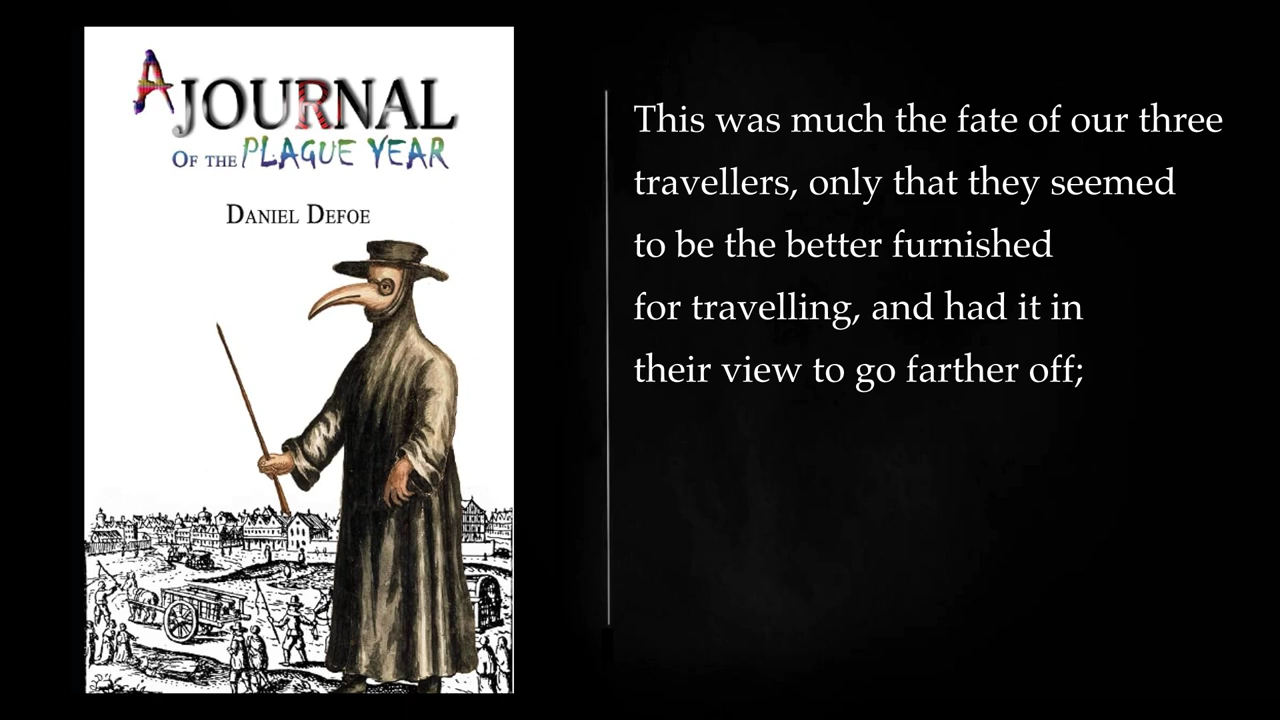 A JOURNAL
OF THE PLAGUE YEAR
DANIEL DEFOE
This was much the fate of our three
travellers, only that they seemed
to be the better furnished
for travelling, and had it in
their view to go farther off;